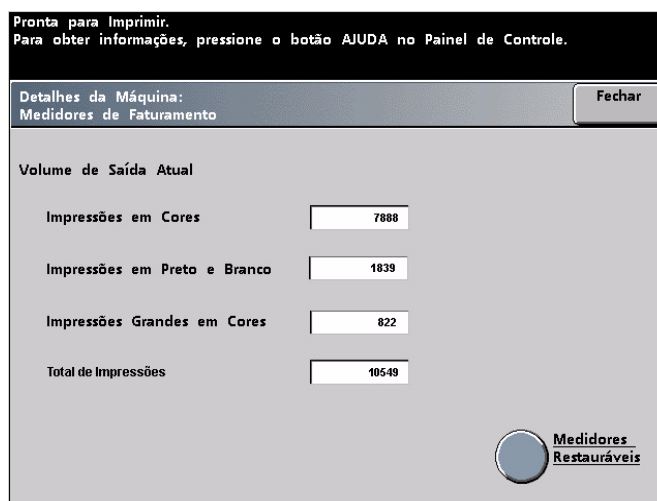 Pronta para Imprimir.
Para obter informações, pressione o botão AJUDA no Painel de Controle.
Detalhes da Máquina:
Medidores de Faturamento
Fechar
Volume de Saída Atual
Impressões em Cores 7888
Impressões em Preto e Branco 1839
Impressões Grandes em Cores 822
Total de Impressões 10549
Medidores
Restauráveis